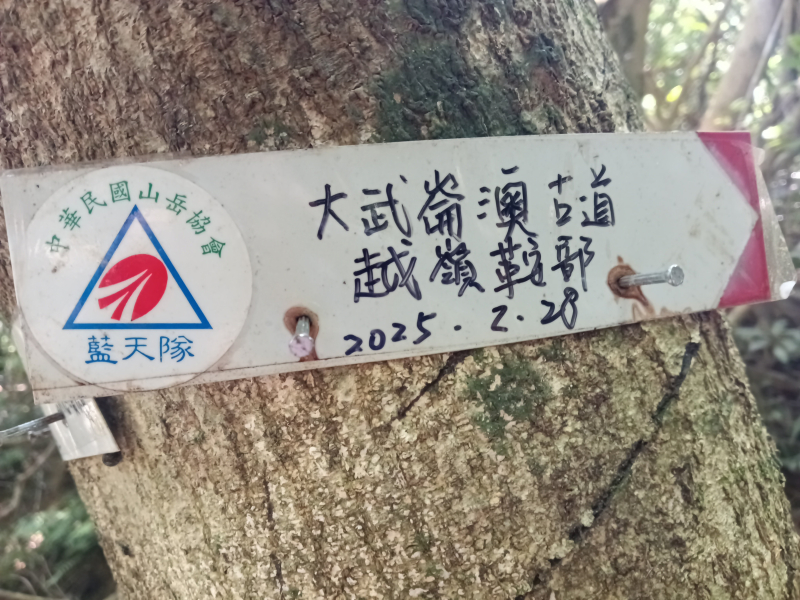 中華民國山岳協會
藍天隊
大武崙澳古道
越嶺鞍部
2025.2.28